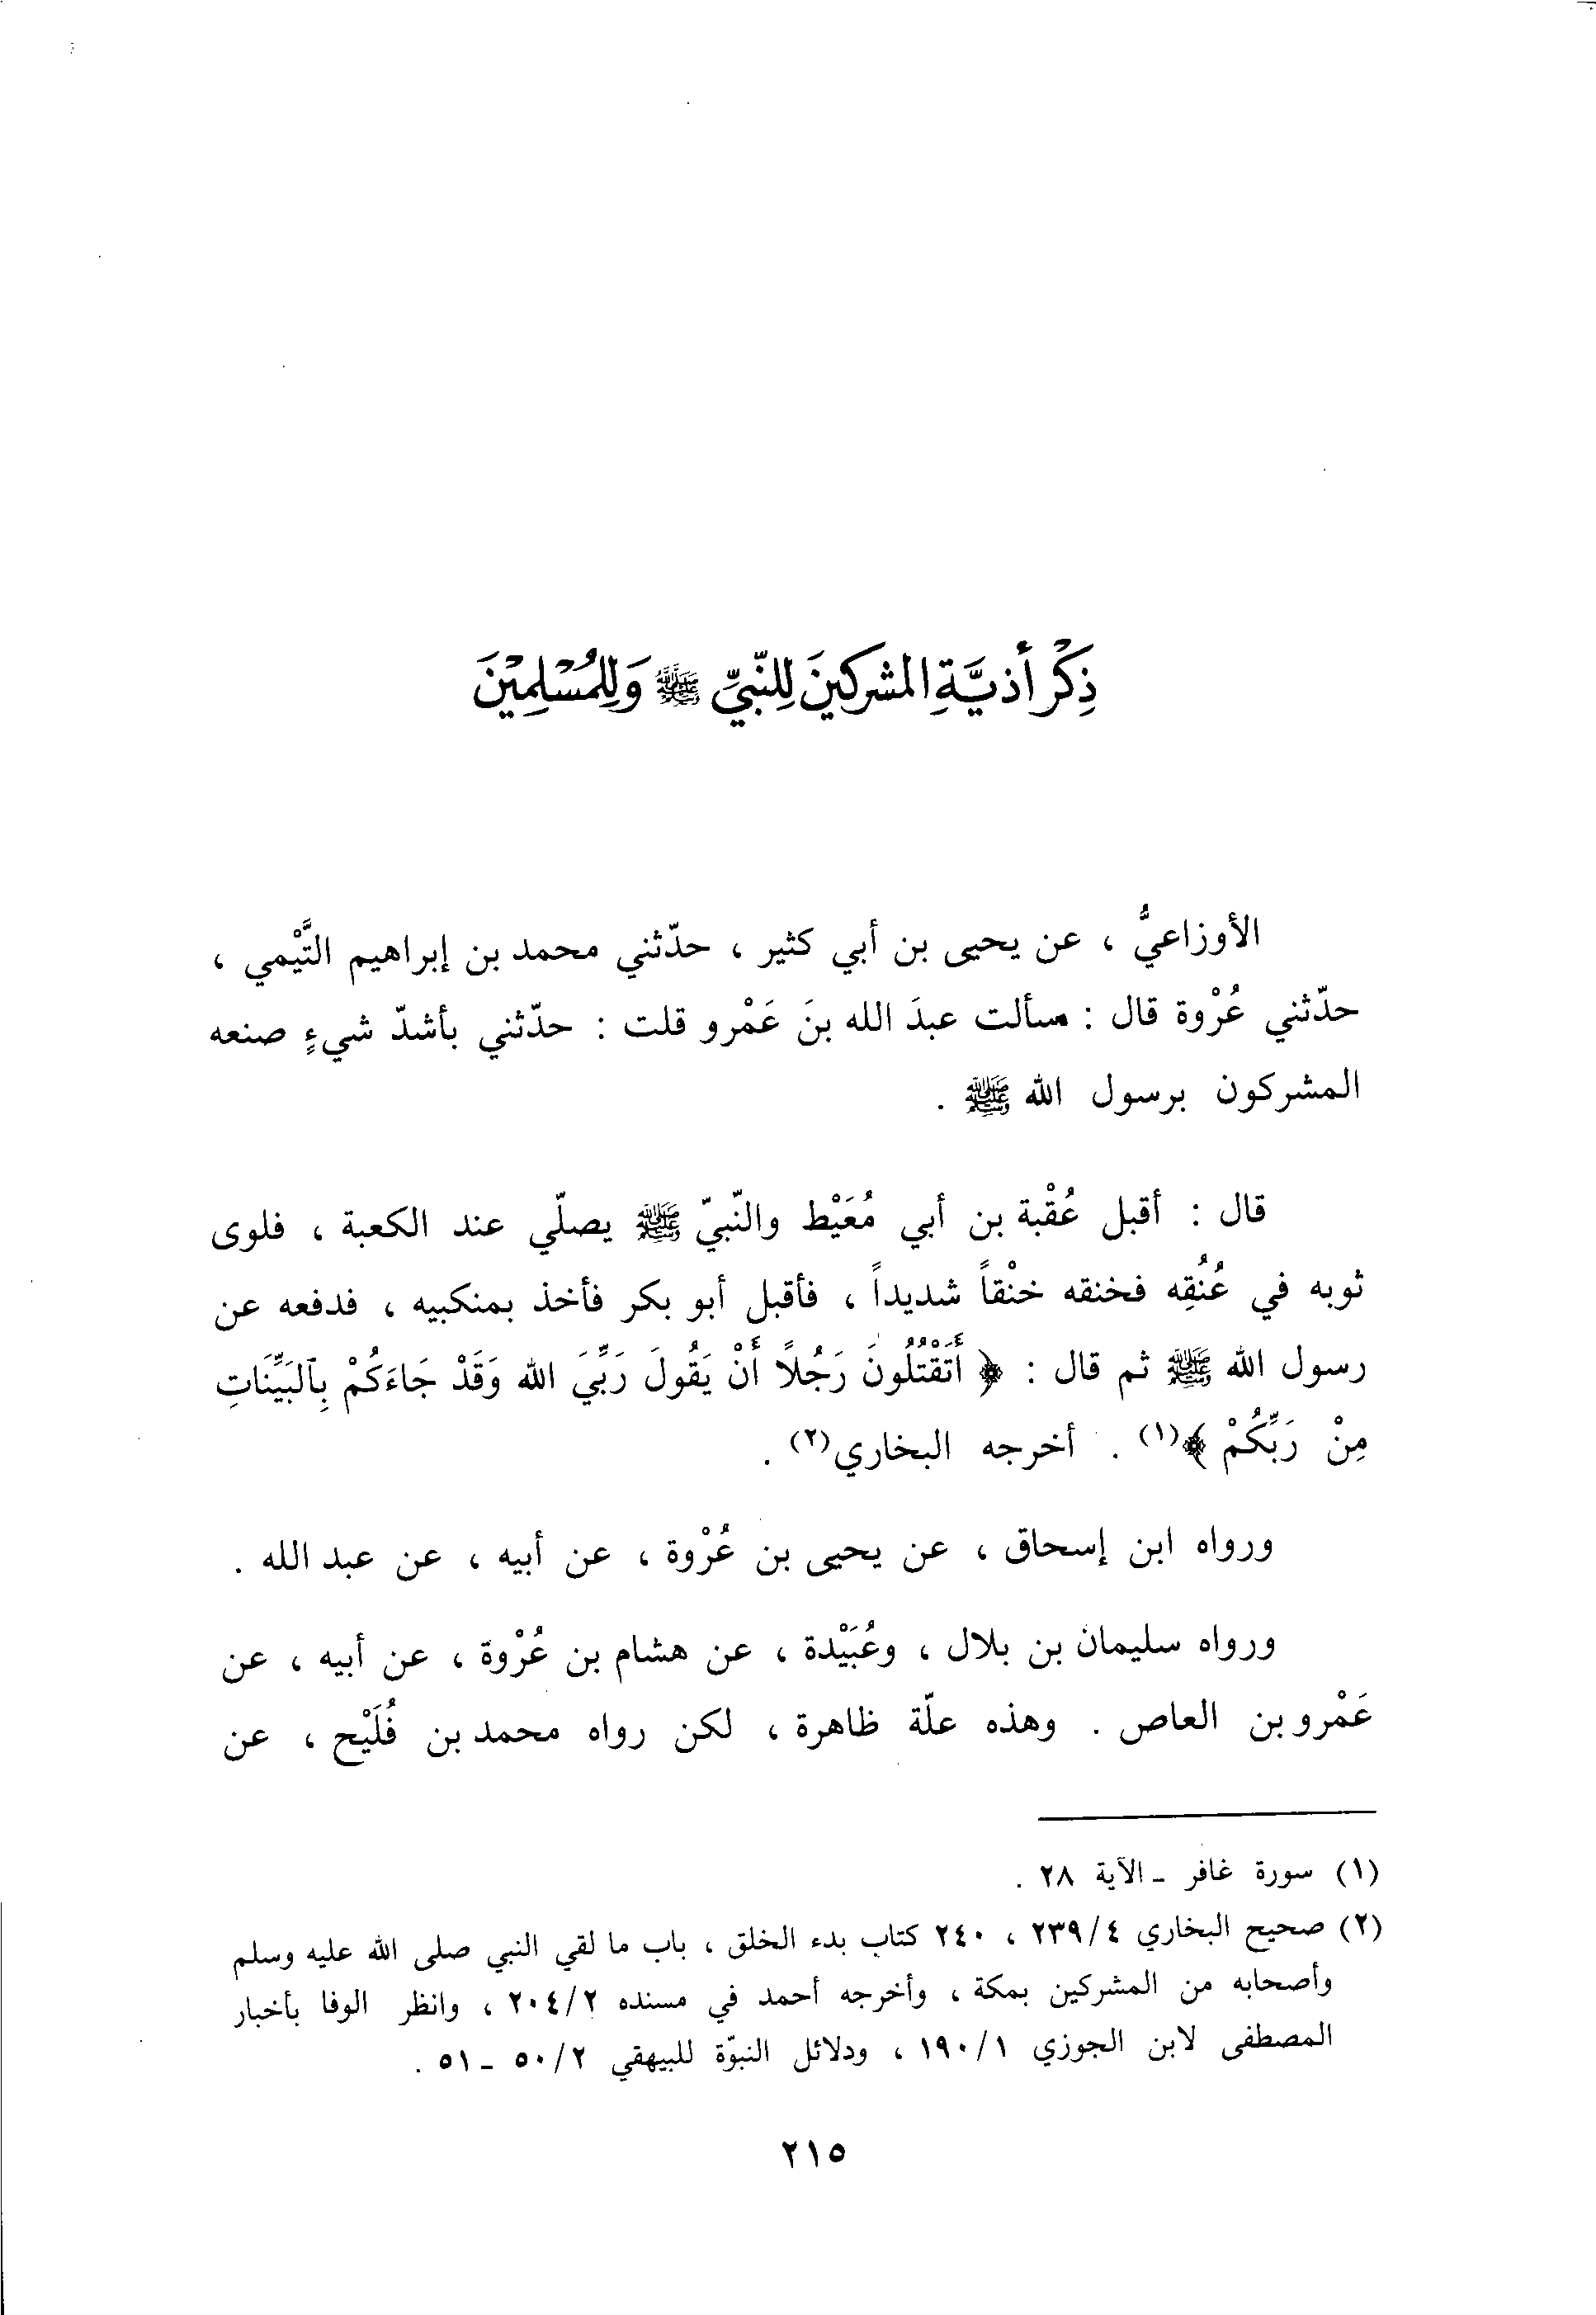 ذِكْر أذيَّةِ المشركينَ لِلنّبيِّ ﷺ وَلِلمُسْلِمِيْنَ
الأوزاعيُّ ، عن يحيى بن أبي كثير ، حدّثني محمد بن إبراهيم التَّيْمي ،
حدّثني عُرْوة قال : سألت عبدَ الله بنَ عَمْرو قلت : حدّثني بأشدّ شيءٍ صنعه
المشركون برسول الله ﷺ .
قال : أقبل عُقْبة بن أبي مُعَيْط والنّبيّ ﷺ يصلّي عند الكعبة ، فلوى
ثوبه في عُنُقِه فخنقه خنْقاً شديداً ، فأقبل أبو بكر فأخذ بمنكبيه ، فدفعه عن
رسول الله ﷺ ثم قال : ﴿ أَتَقْتُلُونَ رَجُلاً أَنْ يَقُولَ رَبِّيَ الله وَقَدْ جَاءَكُمْ بِٱلبَيِّنَاتِ
مِنْ رَبِّكُمْ ﴾(١) . أخرجه البخاري(٢) .
ورواه ابن إسحاق ، عن يحيى بن عُرْوة ، عن أبيه ، عن عبد الله .
ورواه سليمان بن بلال ، وعُبَيْدة ، عن هشام بن عُرْوة ، عن أبيه ، عن
عَمْرو بن العاص . وهذه علّة ظاهرة ، لكن رواه محمد بن فُلَيْح ، عن
(١) سورة غافر - الآية ٢٨ .
(٢) صحيح البخاري ٢٣٩/٤ ، ٢٤٠ كتاب بدء الخلق ، باب ما لقي النبي صلى الله عليه وسلم
وأصحابه من المشركين بمكة ، وأخرجه أحمد في مسنده ٢٠٤/٢ ، وانظر الوفا بأخبار
المصطفى لابن الجوزي ١٩٠/١ ، ودلائل النبوّة للبيهقي ٥٠/٢ - ٥١ .
٢١٥